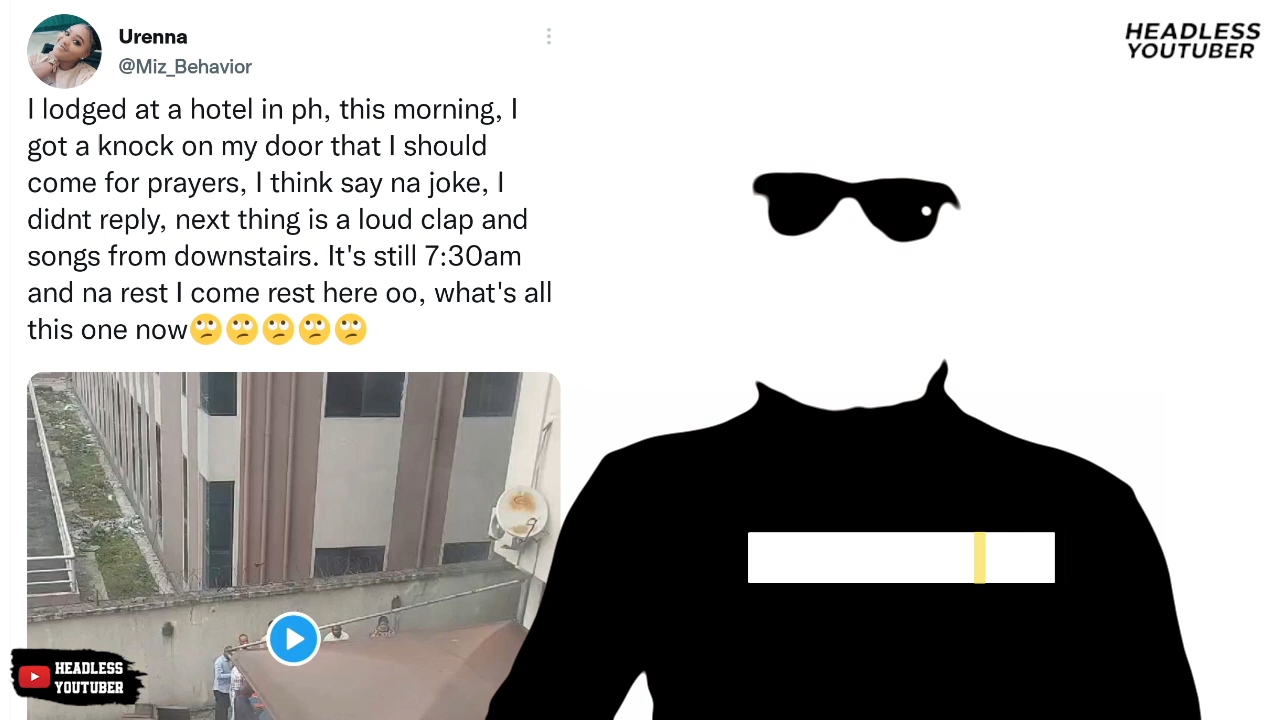 Urenna
@Miz_Behavior
I lodged at a hotel in ph, this morning, I
got a knock on my door that I should
come for prayers, I think say na joke, I
didnt reply, next thing is a loud clap and
songs from downstairs. It's still 7:30am
and na rest I come rest here oo, what's all
this one now🙄🙄🙄🙄🙄
HEADLESS
YOUTUBER
HEADLESS
YOUTUBER